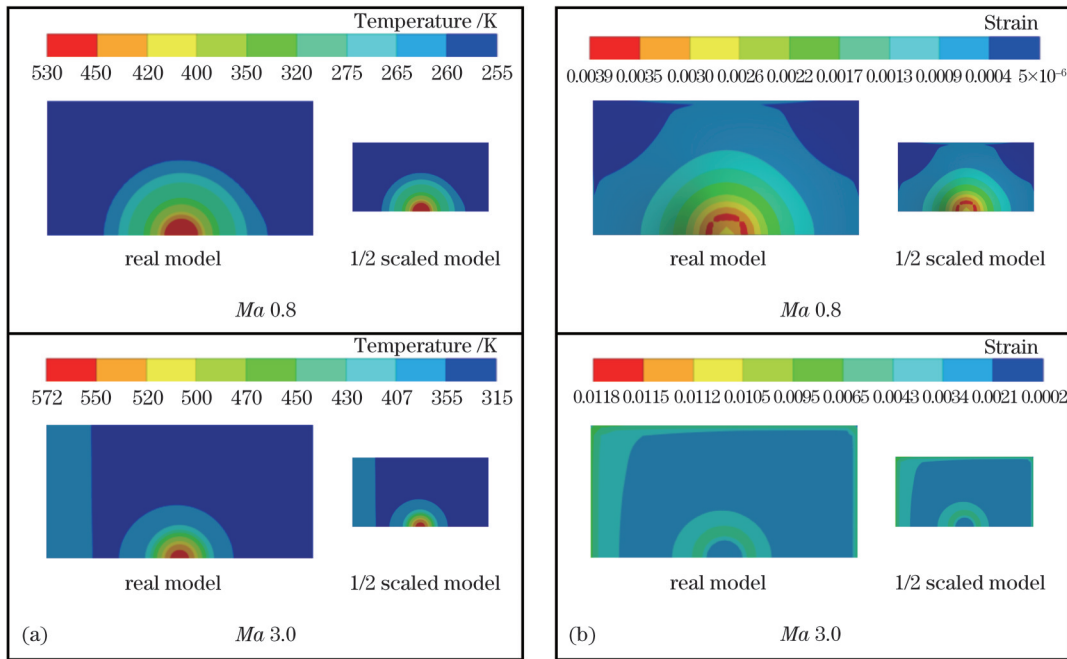 Temperature /K
530 450 420 400 350 320 275 265 260 255
real model
1/2 scaled model
Ma 0.8
Temperature /K
572 550 520 500 470 450 430 407 355 315
real model
1/2 scaled model
(a)
Ma 3.0
Strain
0.0039 0.0035 0.0030 0.0026 0.0022 0.0017 0.0013 0.0009 0.0004 5×10⁻⁶
real model
1/2 scaled model
Ma 0.8
Strain
0.0118 0.0115 0.0112 0.0105 0.0095 0.0065 0.0043 0.0034 0.0021 0.0002
real model
1/2 scaled model
(b)
Ma 3.0